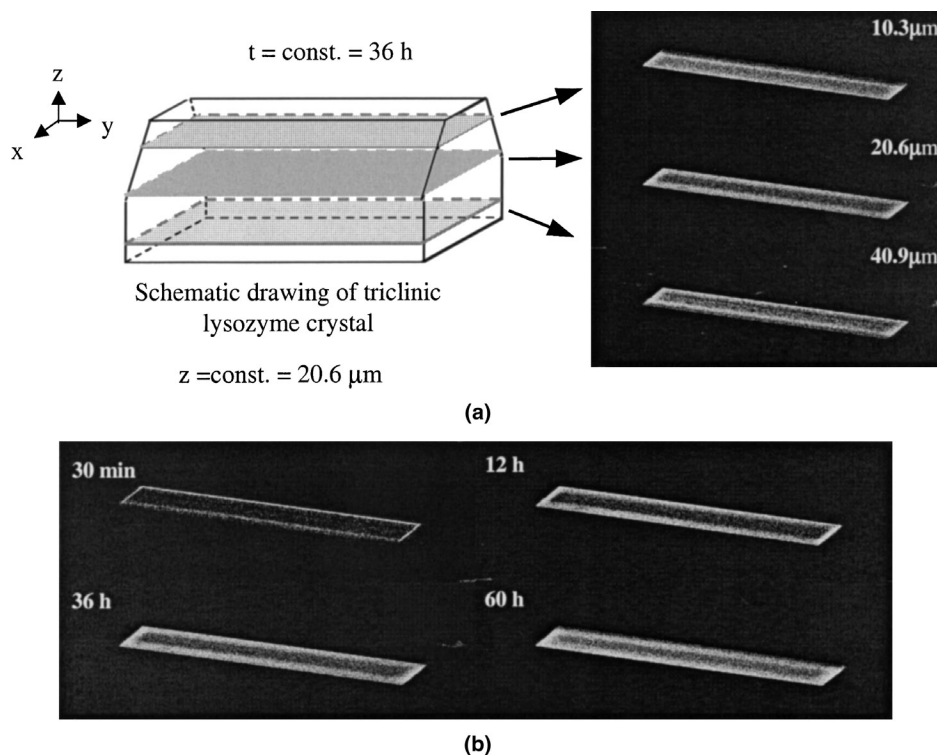 t = const. = 36 h
z
y
x
10.3μm
20.6μm
40.9μm
Schematic drawing of triclinic
lysozyme crystal
z =const. = 20.6 μm
(a)
30 min
12 h
36 h
60 h
(b)